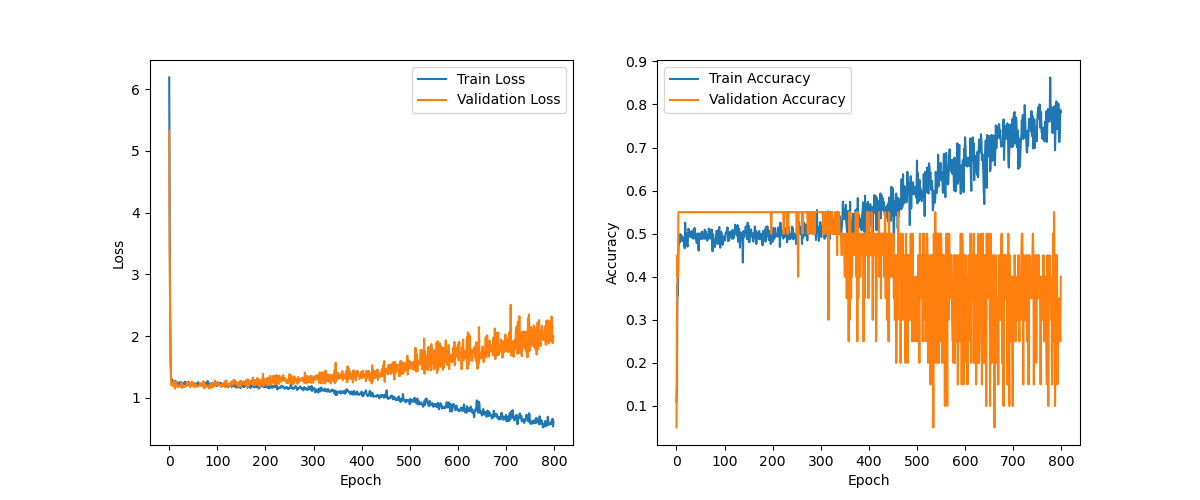 Train Loss
Validation Loss
6
5
4
3
2
1
0 100 200 300 400 500 600 700 800
Epoch
Loss
Train Accuracy
Validation Accuracy
0.9
0.8
0.7
0.6
0.5
0.4
0.3
0.2
0.1
0 100 200 300 400 500 600 700 800
Epoch
Accuracy